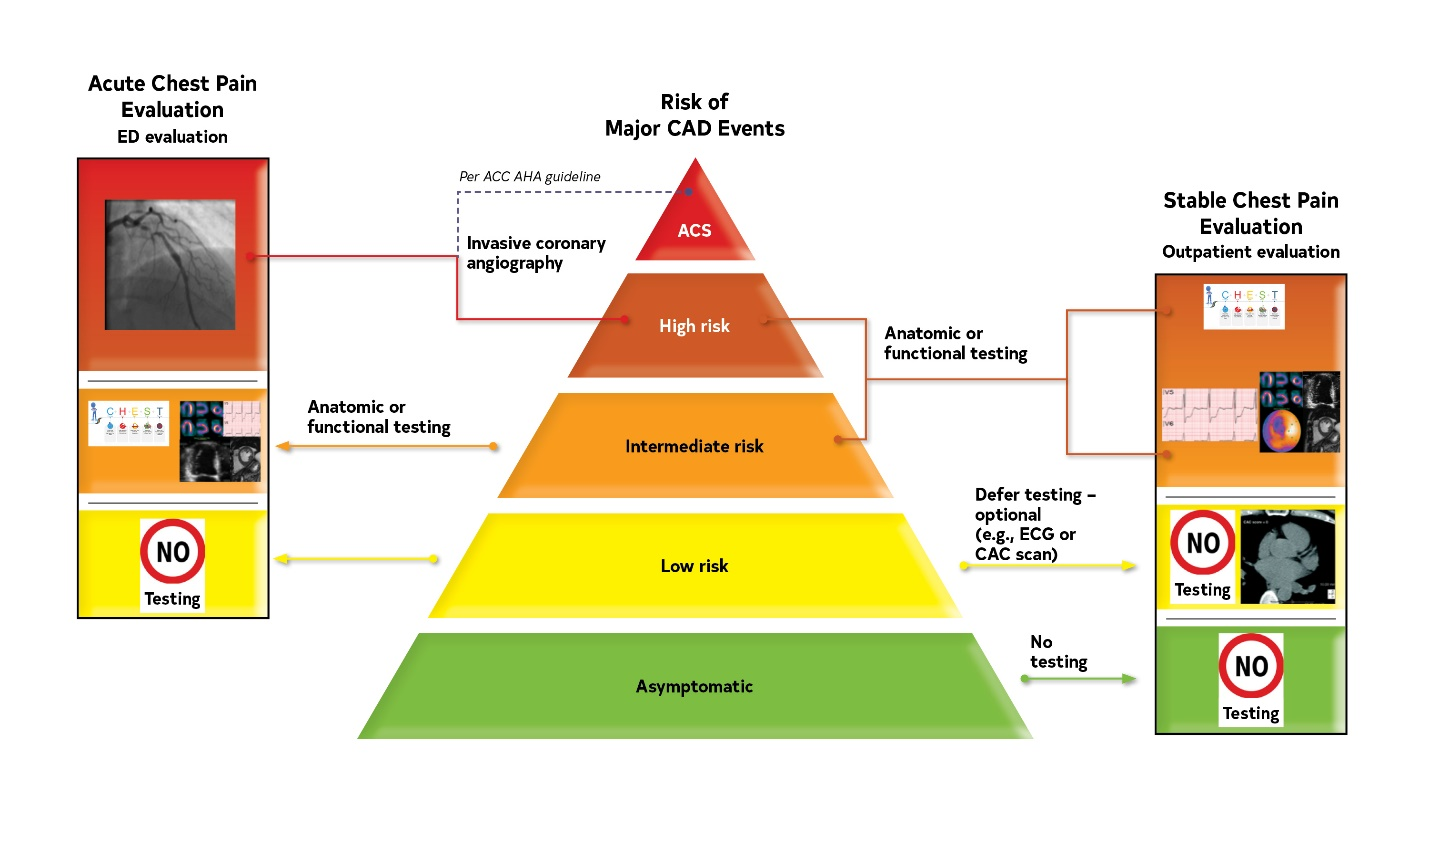 Acute Chest Pain
Evaluation
ED evaluation
Risk of
Major CAD Events
Per ACC AHA guideline
Invasive coronary
angiography
ACS
High risk
Anatomic or
functional testing
Stable Chest Pain
Evaluation
Outpatient evaluation
C H E S T
V5
V6
C H E S T
Anatomic or
functional testing
Intermediate risk
Defer testing –
optional
(e.g., ECG or
CAC scan)
NO
Testing
Low risk
NO
Testing
No
testing
Asymptomatic
NO
Testing